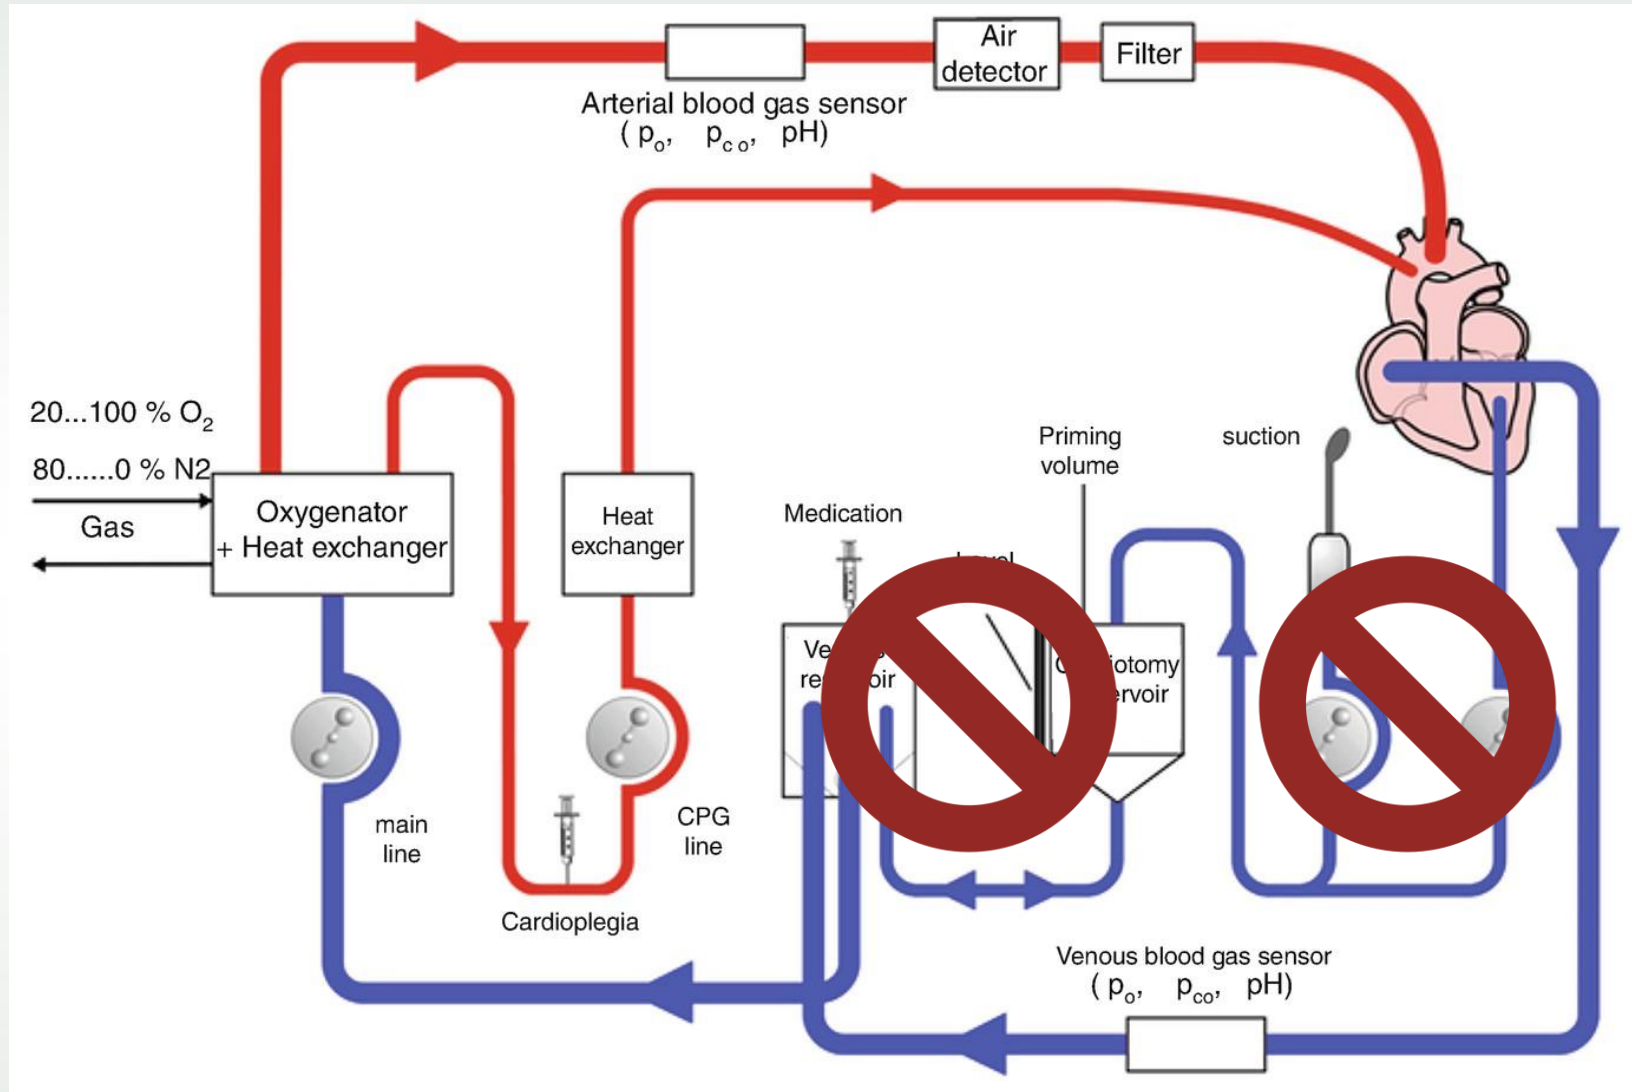 Air
detector
Filter
Arterial blood gas sensor
( po, pc o, pH)
20...100 % O2
80......0 % N2
Gas
Oxygenator
+ Heat exchanger
Heat
exchanger
Medication
Priming
volume
suction
main
line
CPG
line
Cardioplegia
Venous blood gas sensor
( po, pco, pH)